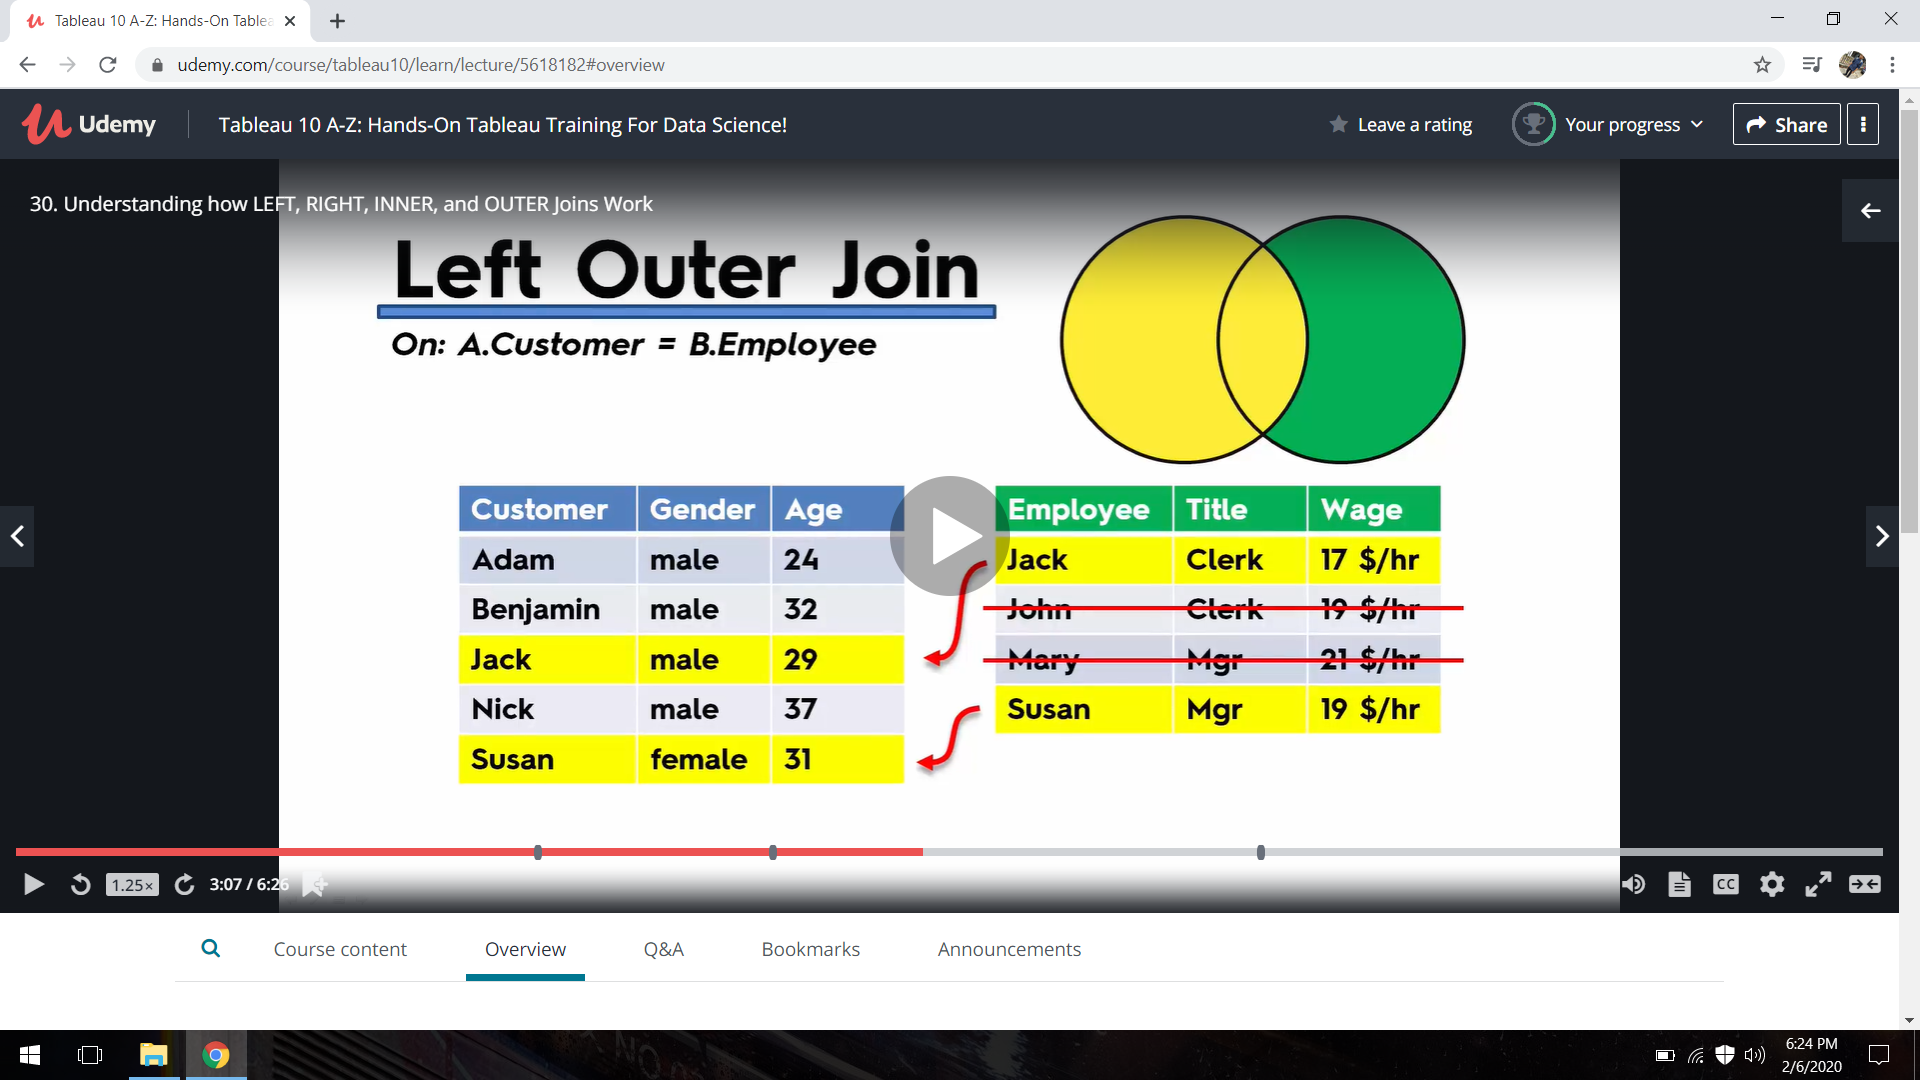 Tableau 10 A-Z: Hands-On Tablea
udemy.com/course/tableau10/learn/lecture/5618182#overview
Udemy
Tableau 10 A-Z: Hands-On Tableau Training For Data Science!
Leave a rating
Your progress
Share
30. Understanding how LEFT, RIGHT, INNER, and OUTER Joins Work
Left Outer Join
On: A.Customer = B.Employee
Customer Gender Age
Adam male 24
Benjamin male 32
Jack male 29
Nick male 37
Susan female 31
Employee Title Wage
Jack Clerk 17 $/hr
John Clerk 19 $/hr
Mary Mgr 21 $/hr
Susan Mgr 19 $/hr
1.25×
3:07 / 6:26
CC
Course content
Overview
Q&A
Bookmarks
Announcements
6:24 PM
2/6/2020